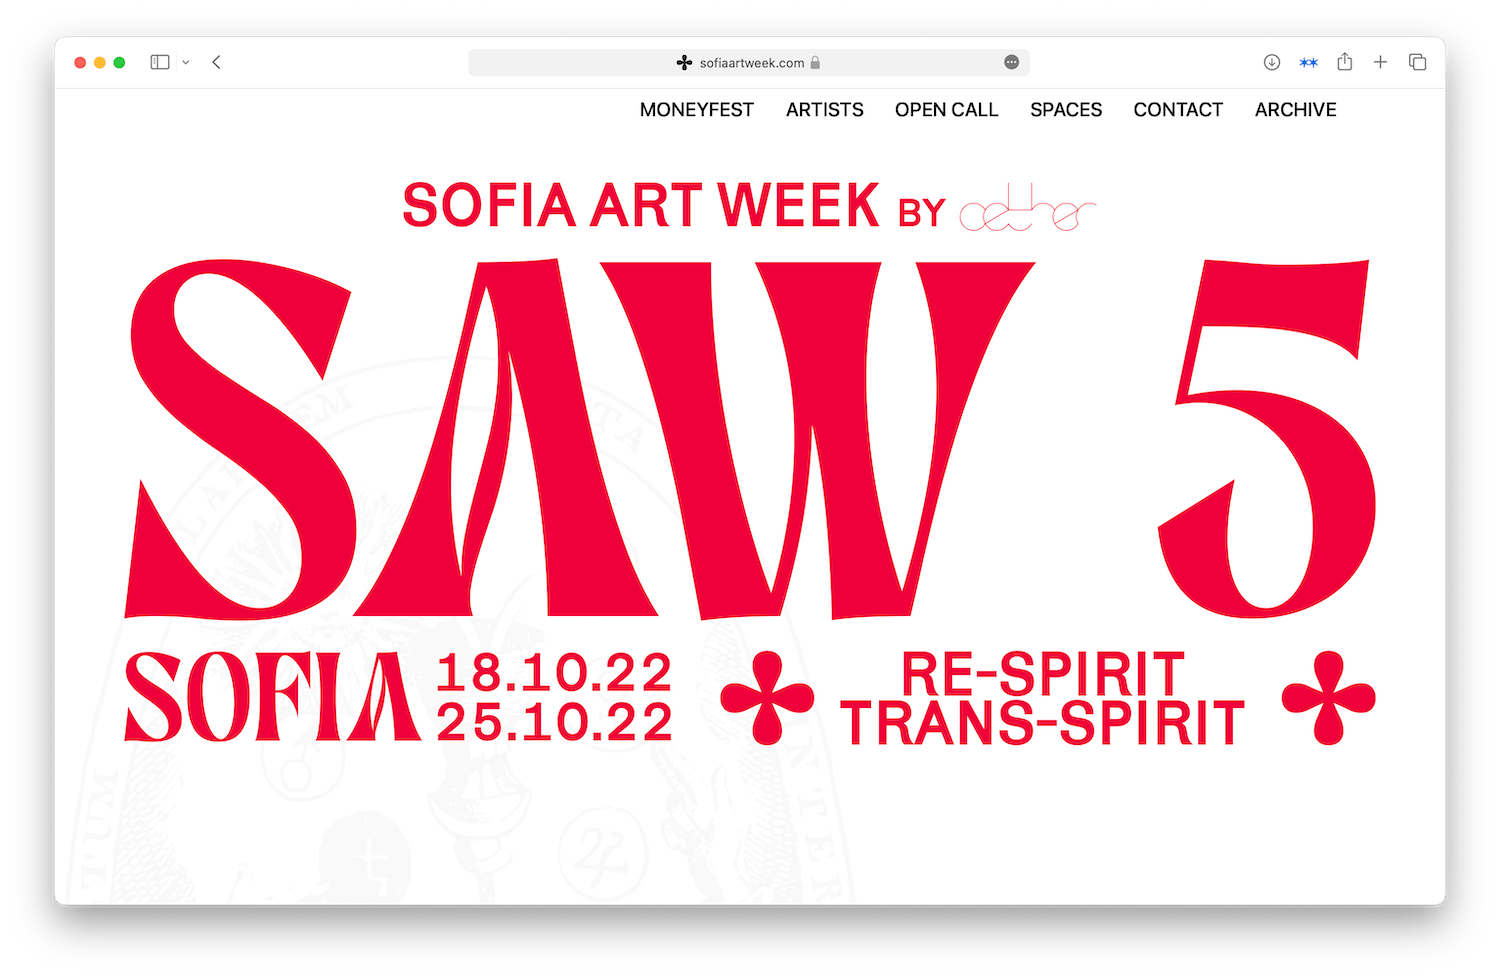 sofiaartweek.com
MONEYFEST ARTISTS OPEN CALL SPACES CONTACT ARCHIVE
SOFIA ART WEEK BY æther
SAW 5
SOFIA 18.10.22
25.10.22
RE-SPIRIT
TRANS-SPIRIT